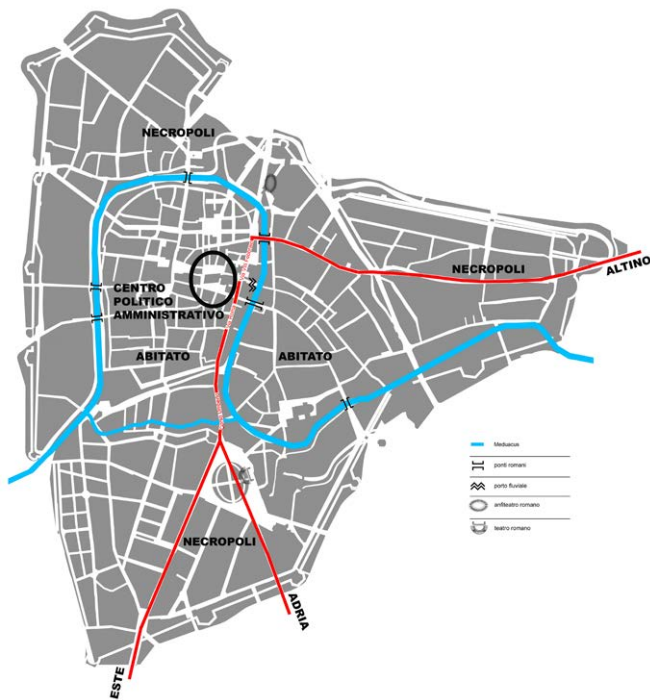 NECROPOLI
NECROPOLI
ALTINO
CENTRO
POLITICO
AMMINISTRATIVO
ABITATO
ABITATO
Meduacus
ponti romani
porto fluviale
anfiteatro romano
teatro romano
NECROPOLI
ADRIA
ESTE